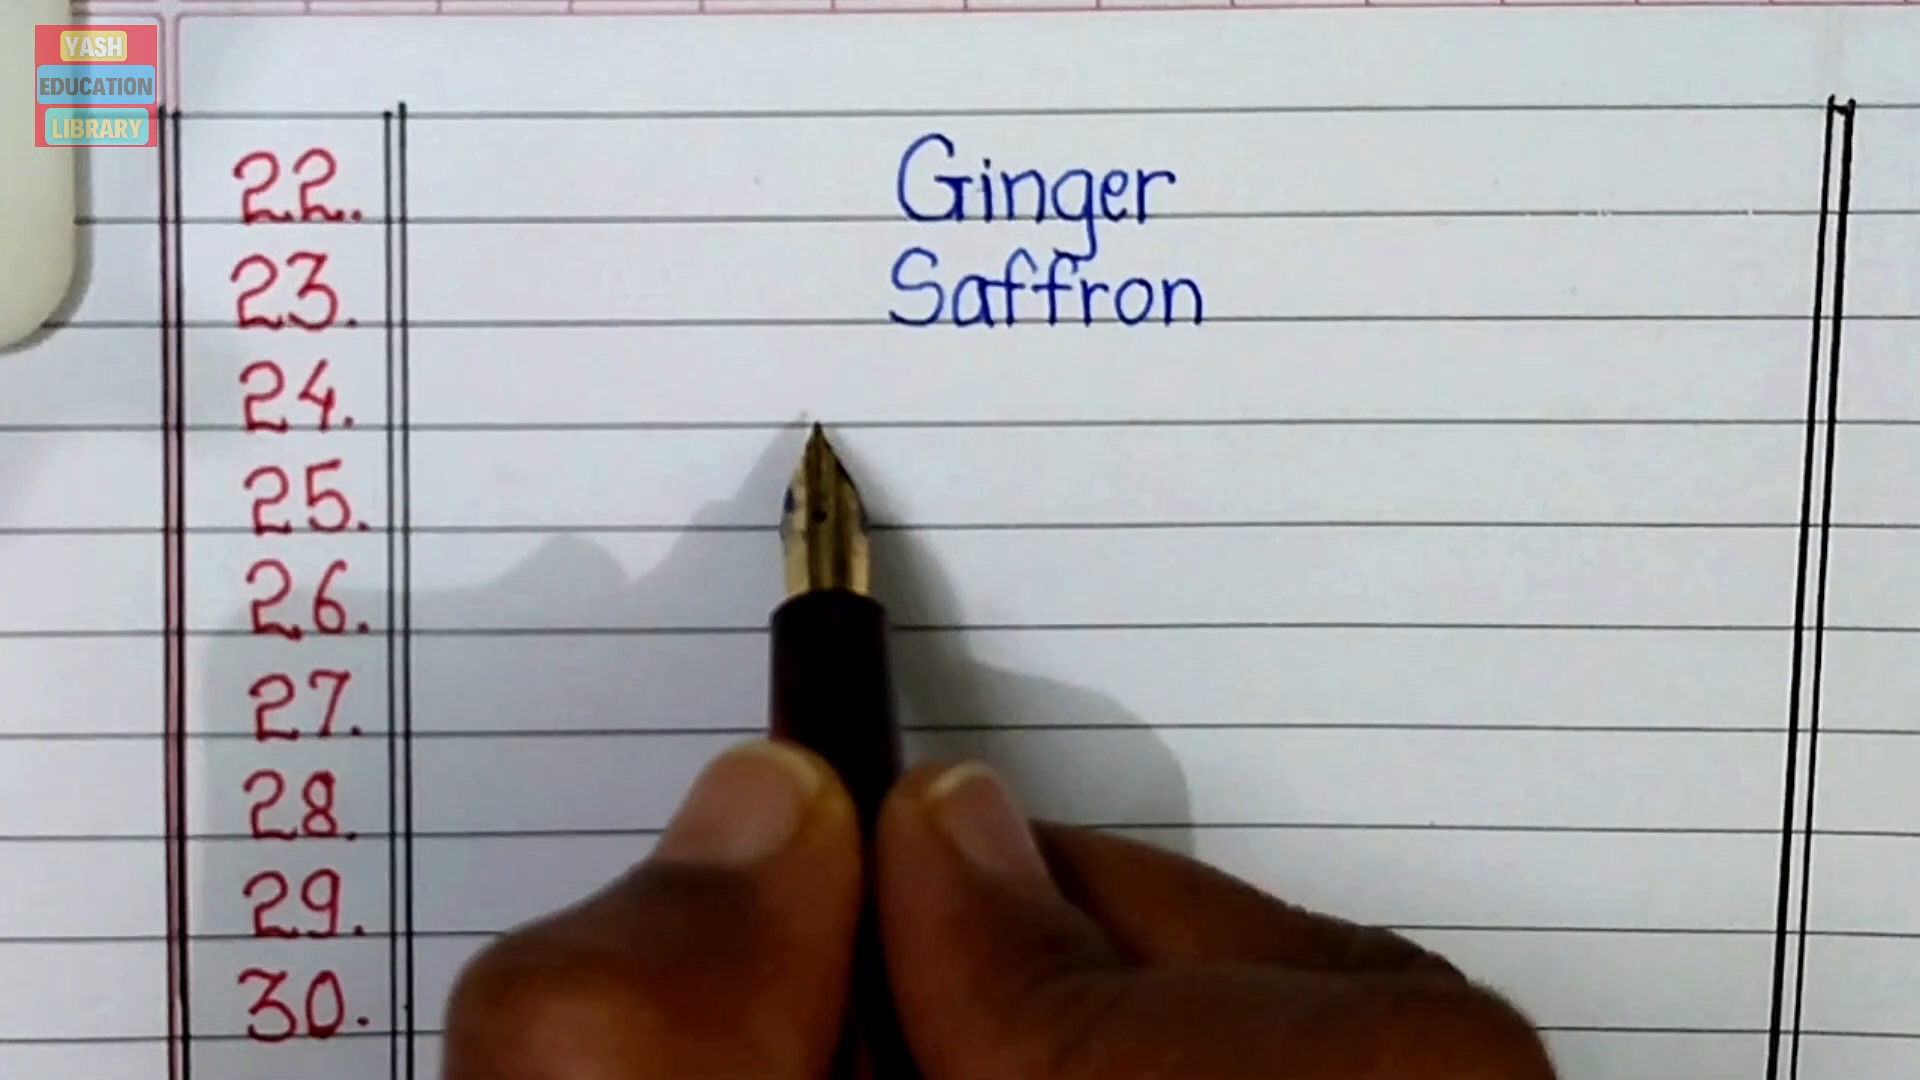 YASH
EDUCATION
LIBRARY
22. Ginger
23. Saffron
24.
25.
26.
27.
28.
29.
30.